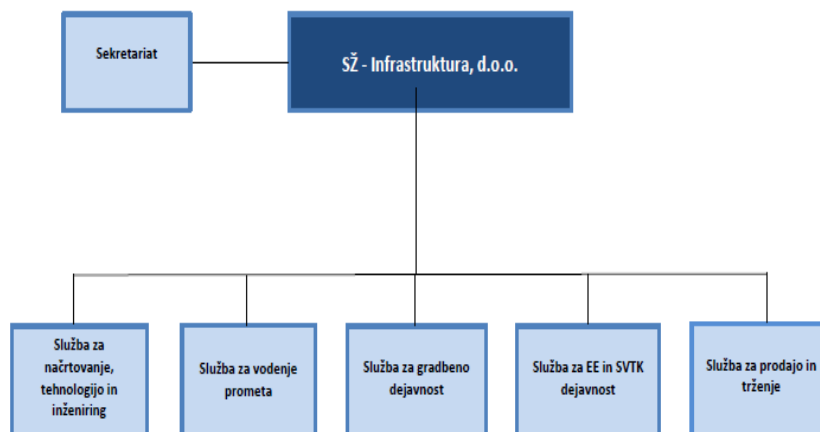 Sekretariat
SŽ - Infrastruktura, d.o.o.
Služba za
načrtovanje,
tehnologijo in
inženiring
Služba za vodenje
prometa
Služba za gradbeno
dejavnost
Služba za EE in SVTK
dejavnost
Služba za prodajo in
trženje